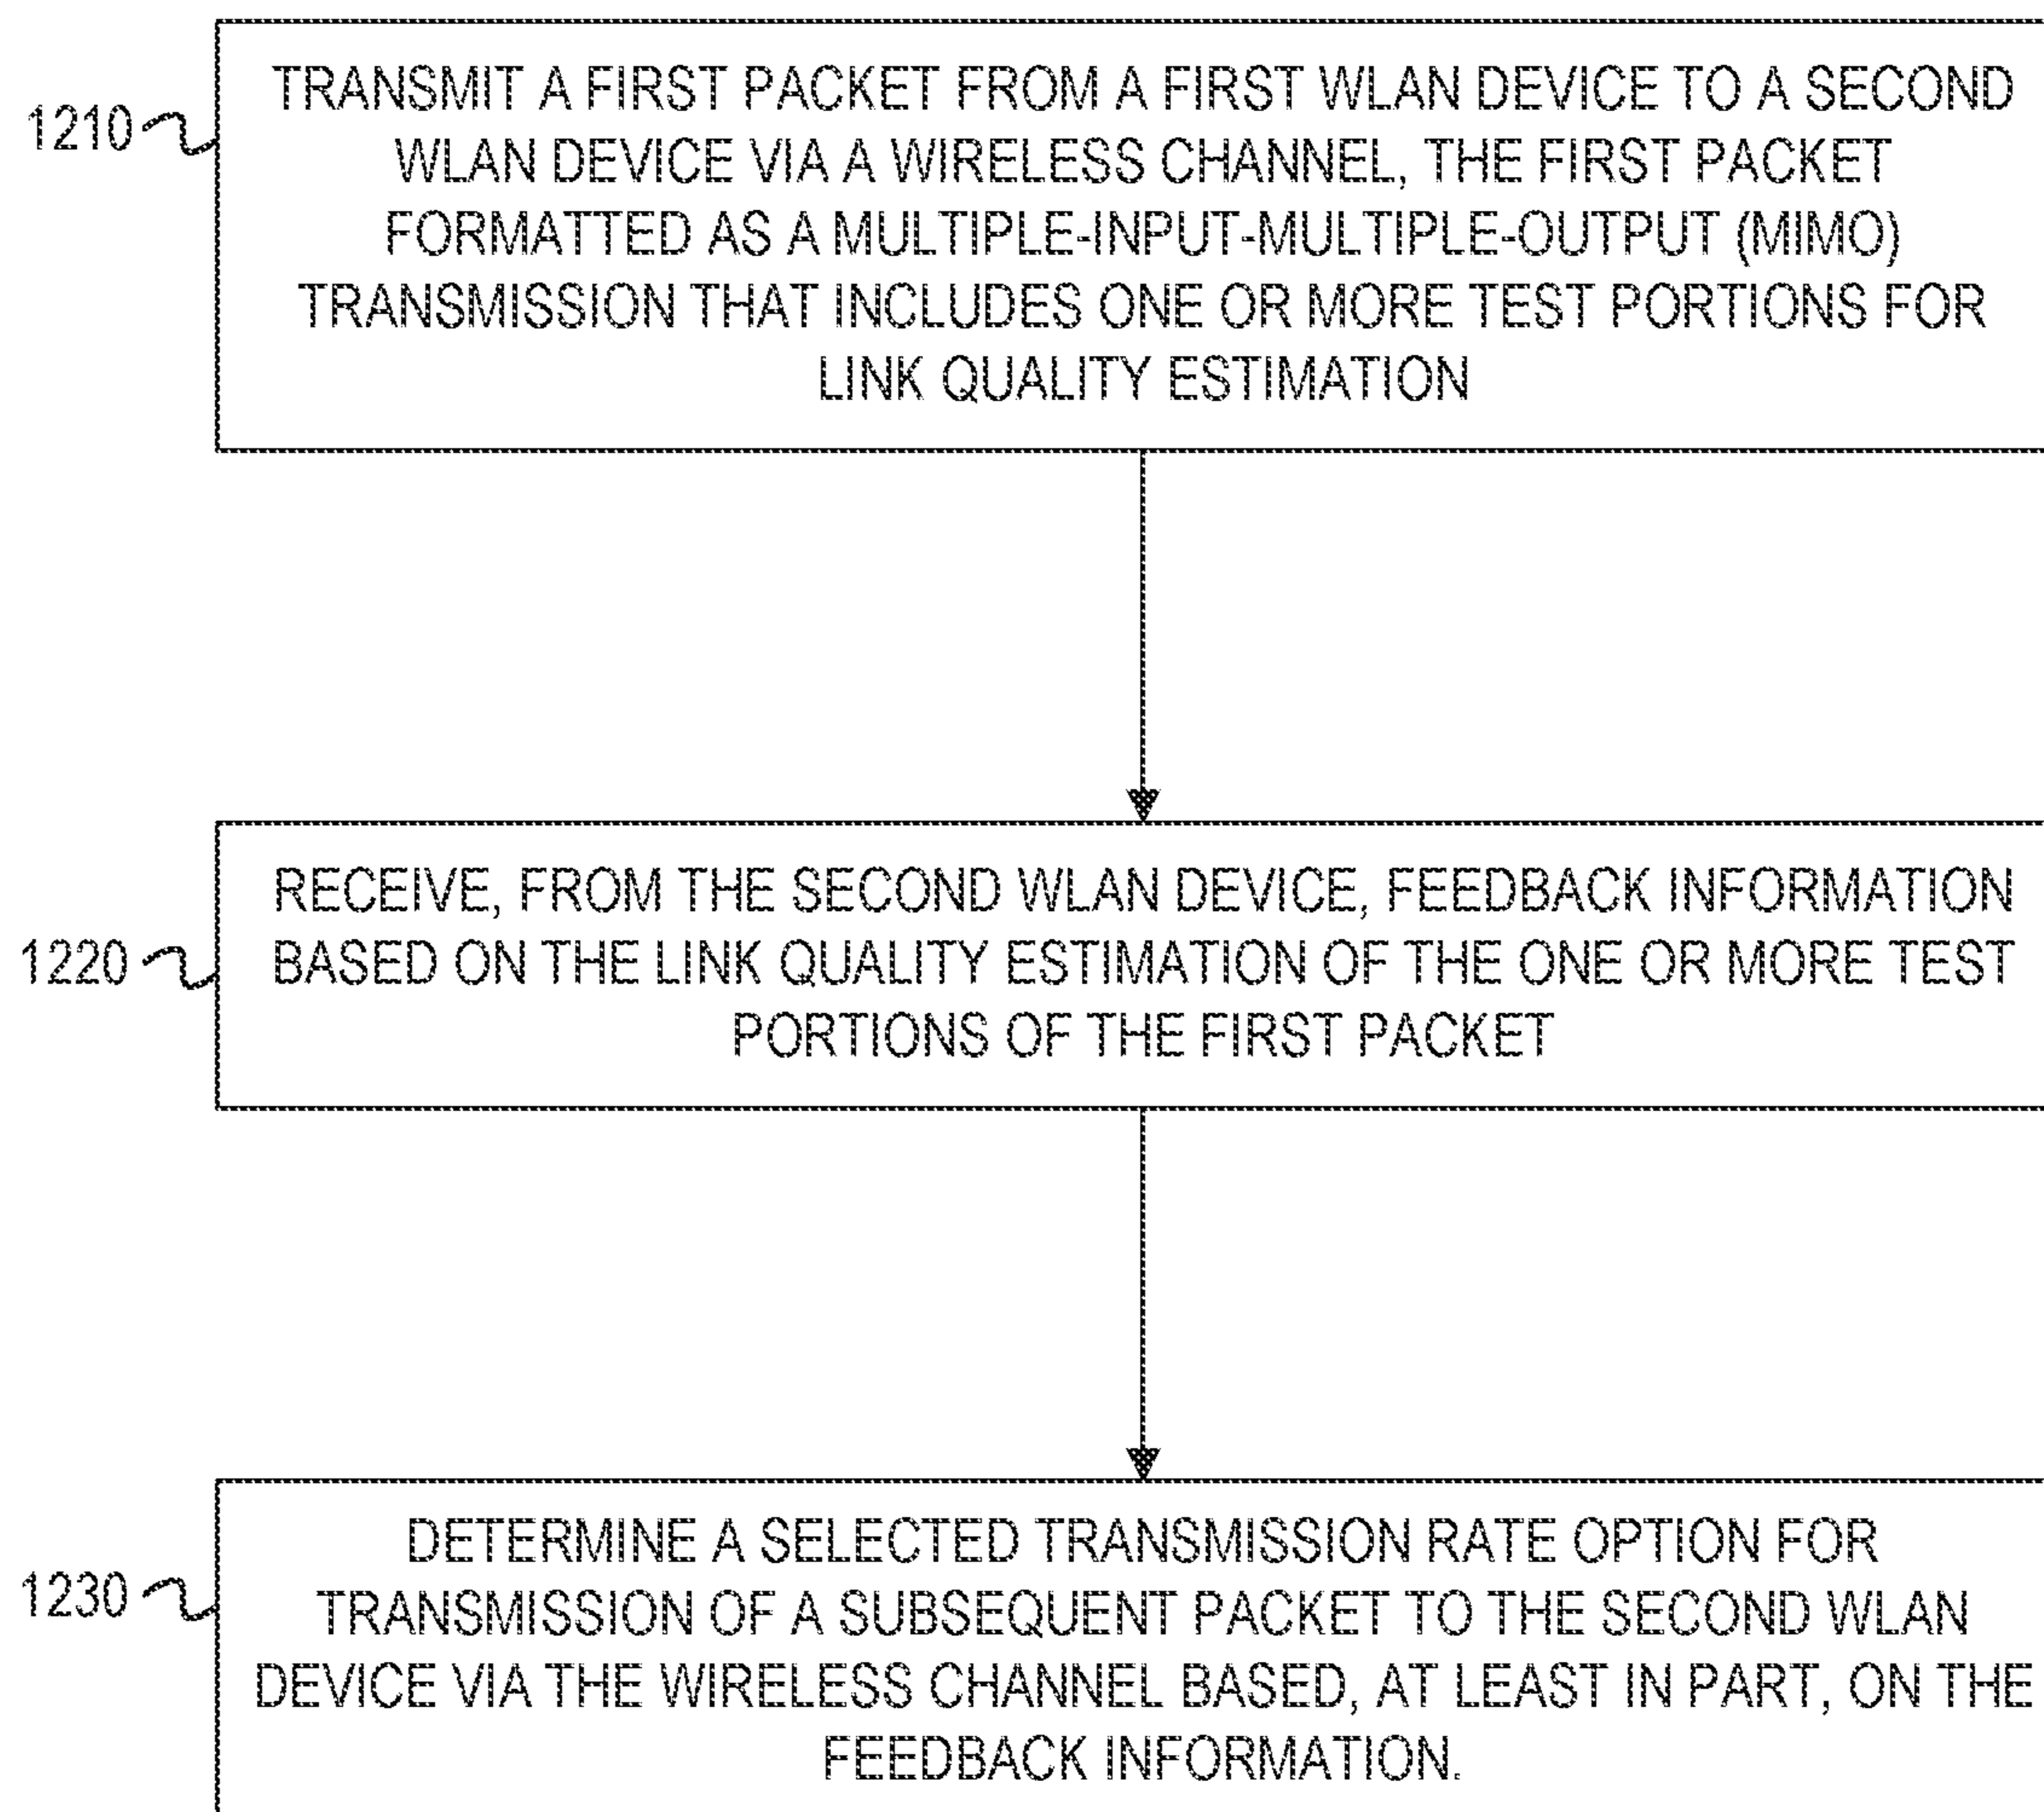 TRANSMIT A FIRST PACKET FROM A FIRST WLAN DEVICE TO A SECOND
1210
WLAN DEVICE VIA A WIRELESS CHANNEL, THE FIRST PACKET
FORMATTED AS A MULTIPLE-INPUT-MULTIPLE-OUTPUT (MIMO)
TRANSMISSION THAT INCLUDES ONE OR MORE TEST PORTIONS FOR
LINK QUALITY ESTIMATION
RECEIVE, FROM THE SECOND WLAN DEVICE, FEEDBACK INFORMATION
1220
BASED ON THE LINK QUALITY ESTIMATION OF THE ONE OR MORE TEST
PORTIONS OF THE FIRST PACKET
DETERMINE A SELECTED TRANSMISSION RATE OPTION FOR
1230
TRANSMISSION OF A SUBSEQUENT PACKET TO THE SECOND WLAN
DEVICE VIA THE WIRELESS CHANNEL BASED, AT LEAST IN PART, ON THE
FEEDBACK INFORMATION.